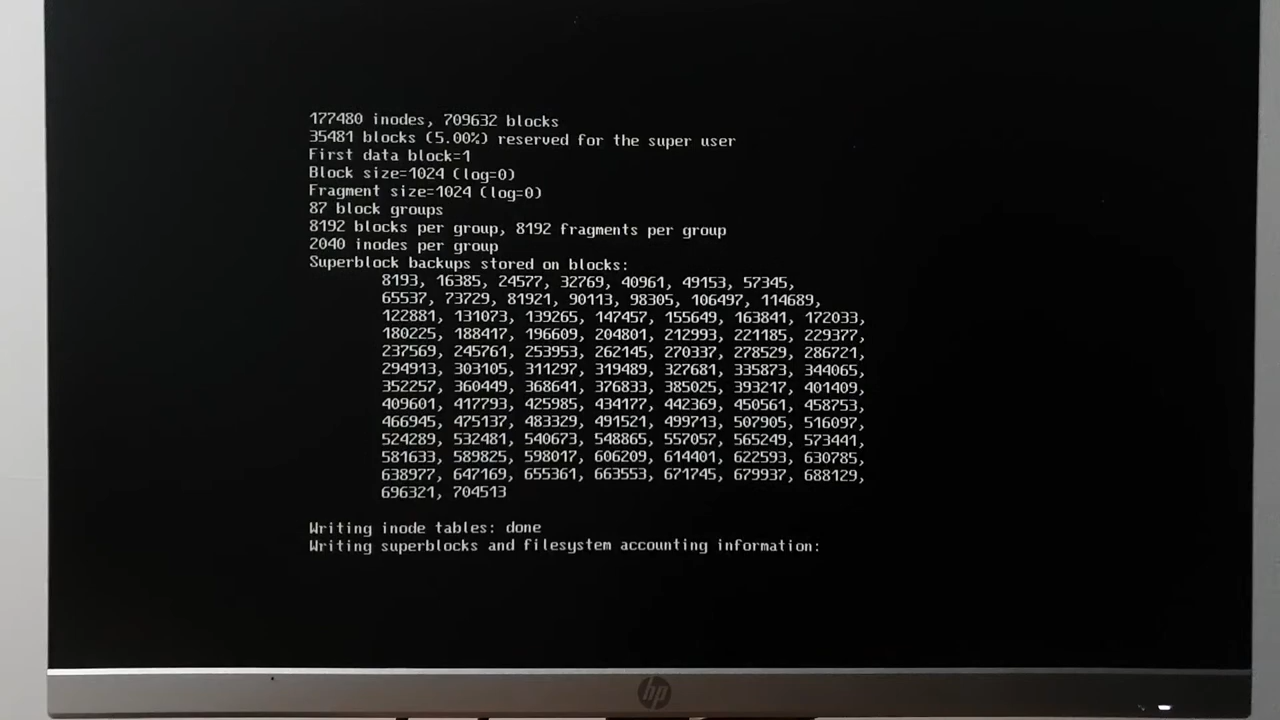 177480 inodes, 709632 blocks
35481 blocks (5.00%) reserved for the super user
First data block=1
Block size=1024 (log=0)
Fragment size=1024 (log=0)
87 block groups
8192 blocks per group, 8192 fragments per group
2040 inodes per group
Superblock backups stored on blocks:
8193, 16385, 24577, 32769, 40961, 49153, 57345,
65537, 73729, 81921, 90113, 98305, 106497, 114689,
122881, 131073, 139265, 147457, 155649, 163841, 172033,
180225, 188417, 196609, 204801, 212993, 221185, 229377,
237569, 245761, 253953, 262145, 270337, 278529, 286721,
294913, 303105, 311297, 319489, 327681, 335873, 344065,
352257, 360449, 368641, 376833, 385025, 393217, 401409,
409601, 417793, 425985, 434177, 442369, 450561, 458753,
466945, 475137, 483329, 491521, 499713, 507905, 516097,
524289, 532481, 540673, 548865, 557057, 565249, 573441,
581633, 589825, 598017, 606209, 614401, 622593, 630785,
638977, 647169, 655361, 663553, 671745, 679937, 688129,
696321, 704513
Writing inode tables: done
Writing superblocks and filesystem accounting information:
hp